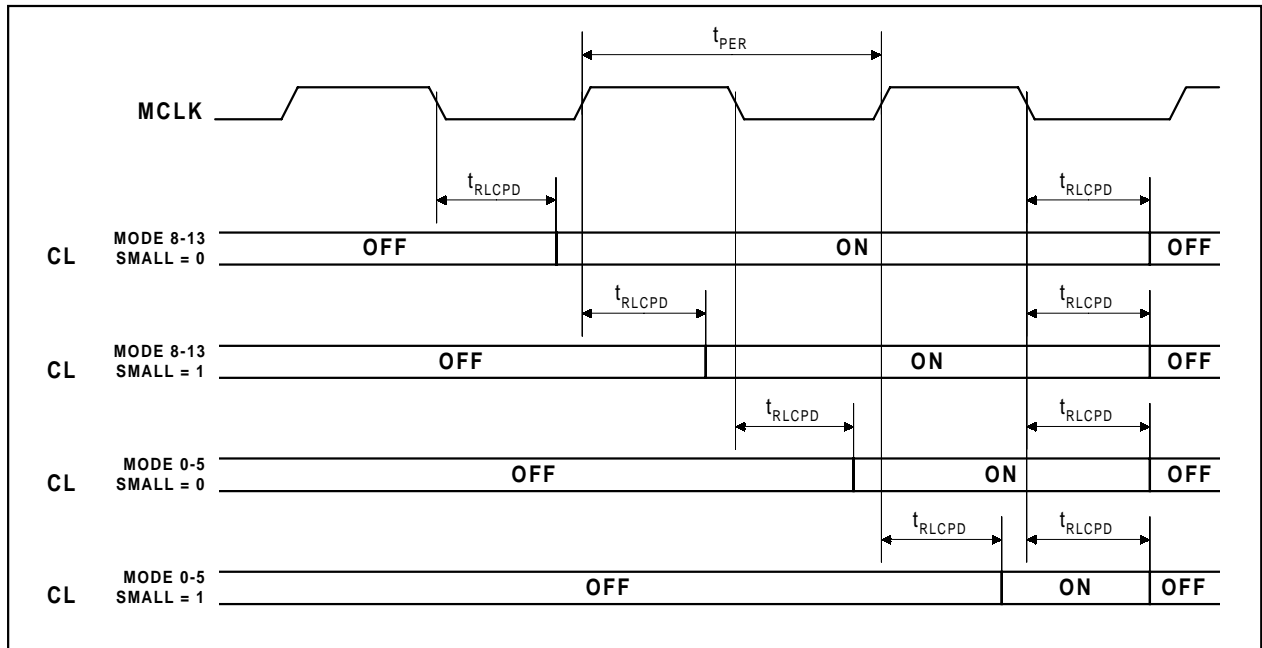 tPER
MCLK
tRLCPD tRLCPD
CL MODE 8-13 SMALL = 0 OFF ON OFF
tRLCPD tRLCPD
CL MODE 8-13 SMALL = 1 OFF ON OFF
tRLCPD tRLCPD
CL MODE 0-5 SMALL = 0 OFF ON OFF
tRLCPD tRLCPD
CL MODE 0-5 SMALL = 1 OFF ON OFF